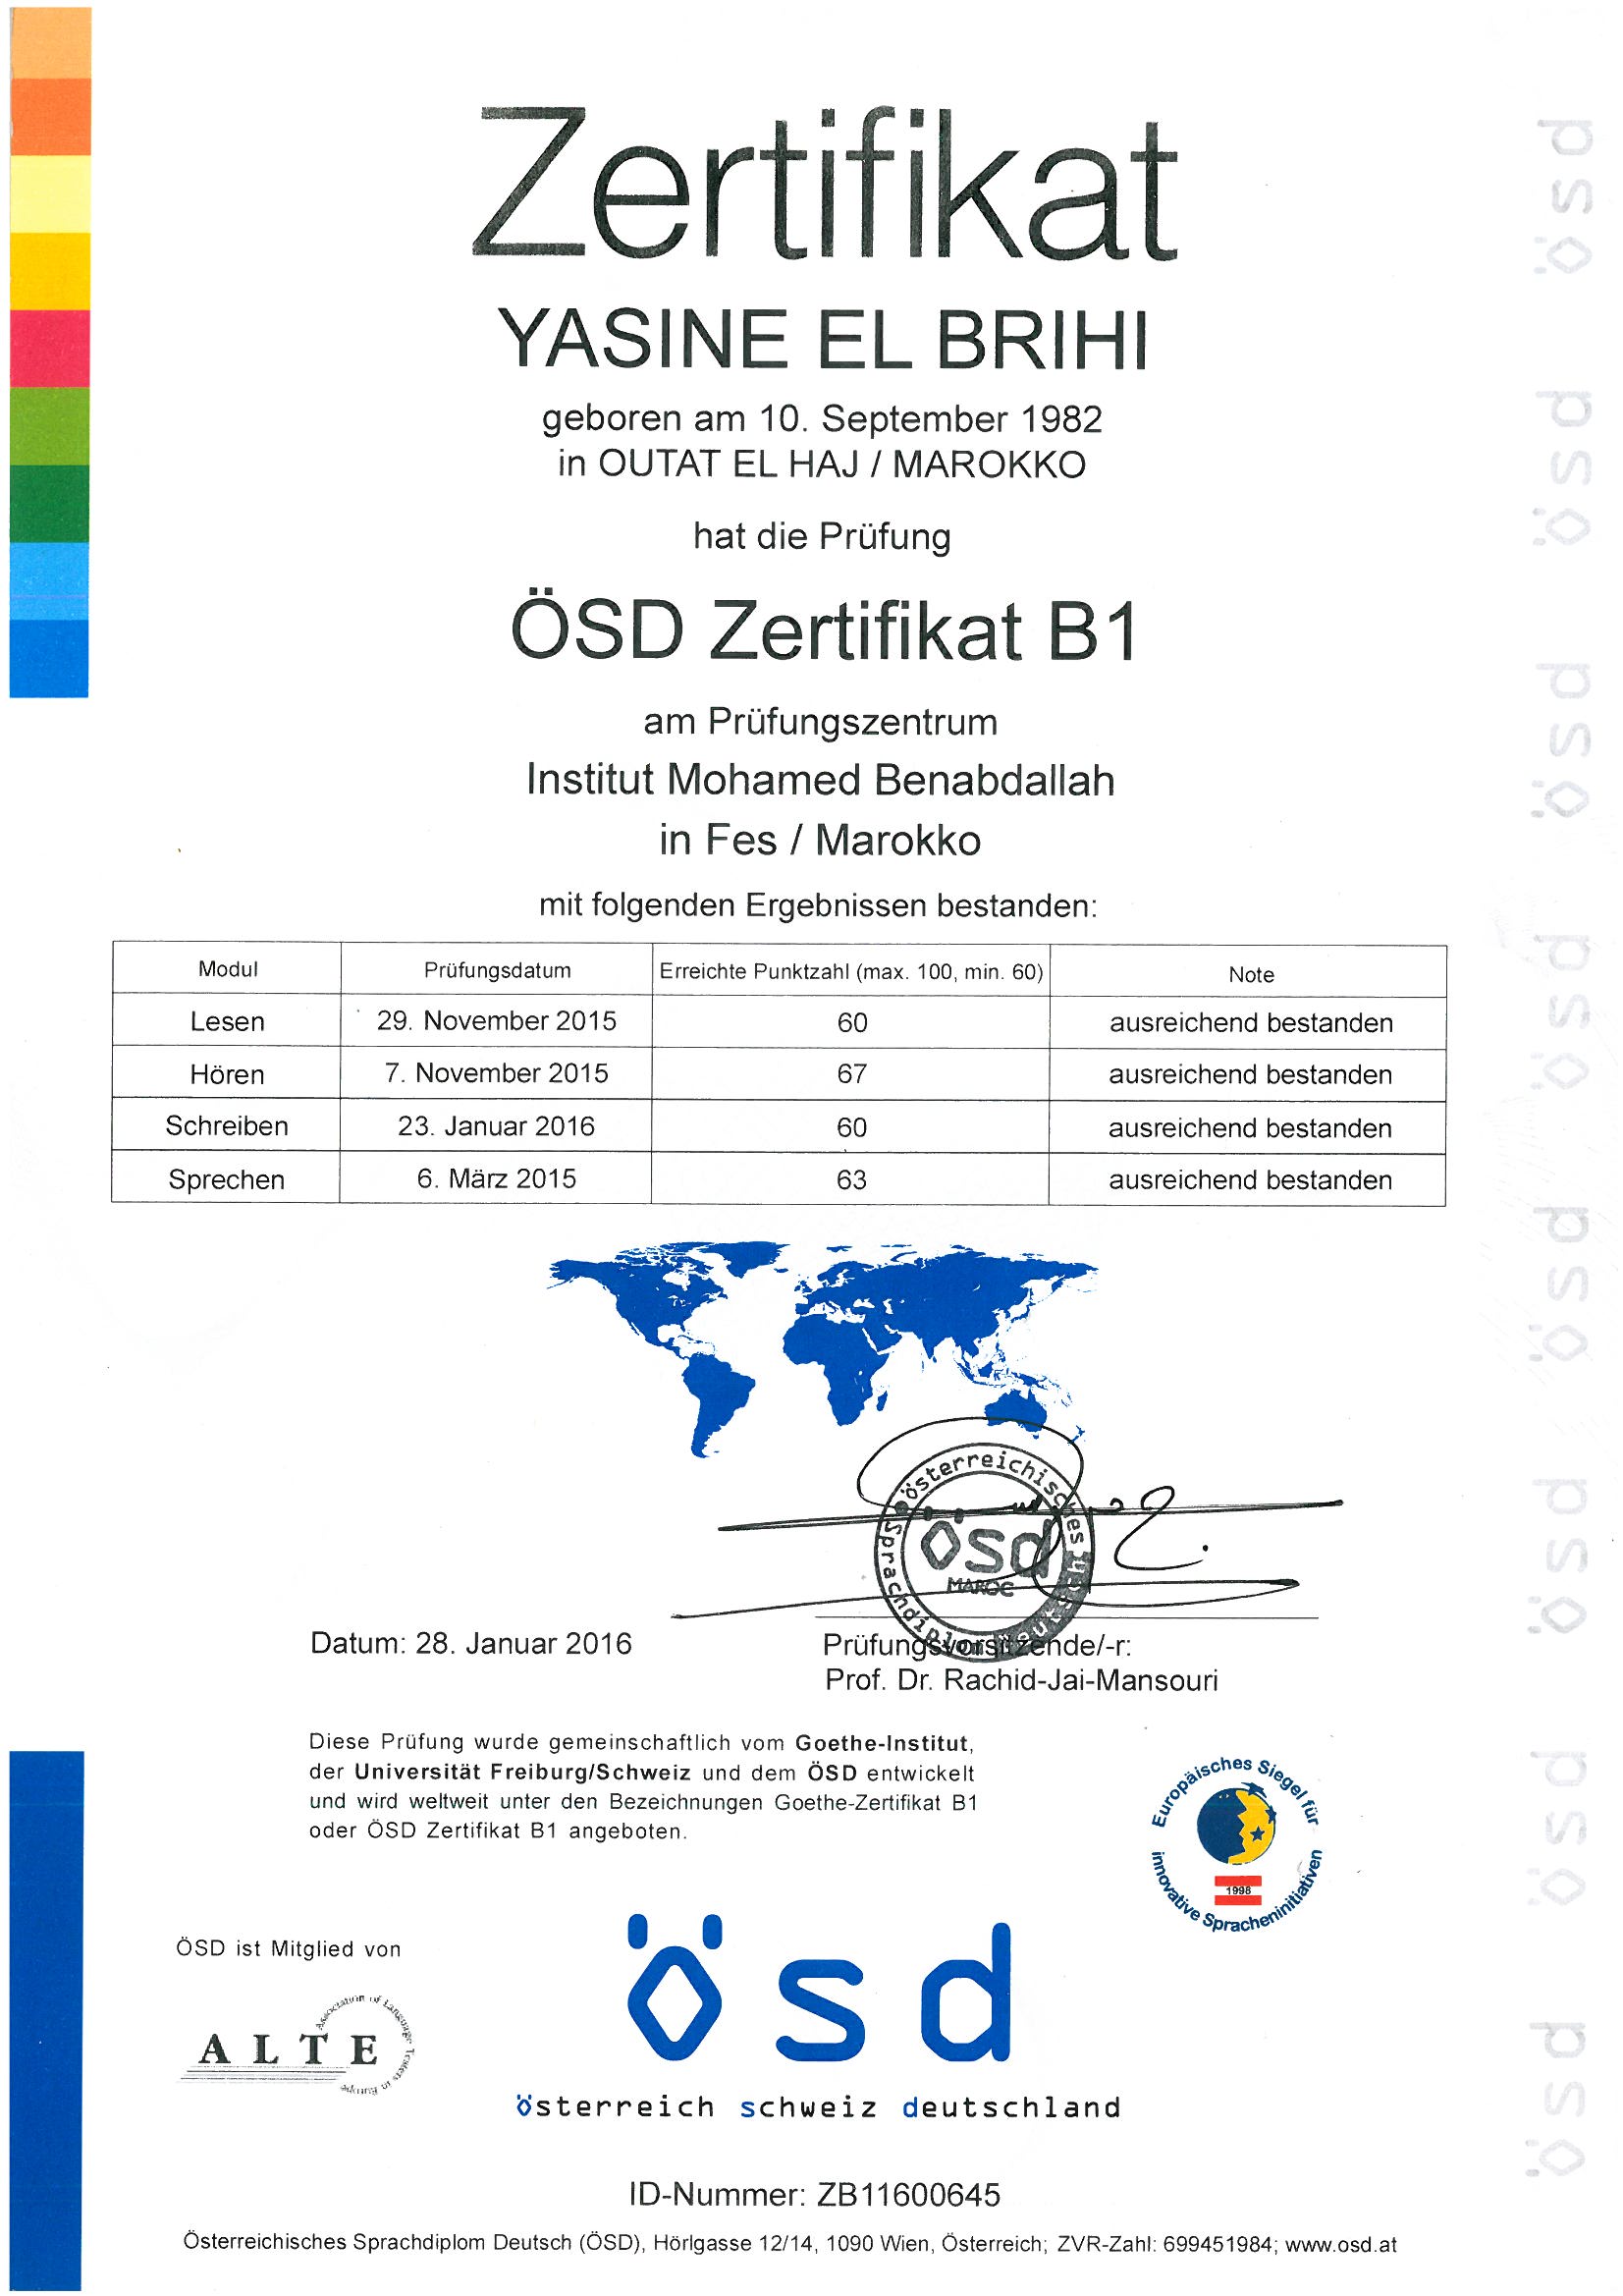 Zertifikat
YASINE EL BRIHI
geboren am 10. September 1982
in OUTAT EL HAJ / MAROKKO
hat die Prüfung
ÖSD Zertifikat B1
am Prüfungszentrum
Institut Mohamed Benabdallah
in Fes / Marokko
mit folgenden Ergebnissen bestanden:
Modul Prüfungsdatum Erreichte Punktzahl (max. 100, min. 60) Note
Lesen 29. November 2015 60 ausreichend bestanden
Hören 7. November 2015 67 ausreichend bestanden
Schreiben 23. Januar 2016 60 ausreichend bestanden
Sprechen 6. März 2015 63 ausreichend bestanden
Österreichisches Sprachdiplom Deutsch
ösd
MAROC
Datum: 28. Januar 2016
Prüfungsvorsitzende/-r:
Prof. Dr. Rachid-Jai-Mansouri
Diese Prüfung wurde gemeinschaftlich vom Goethe-Institut,
der Universität Freiburg/Schweiz und dem ÖSD entwickelt
und wird weltweit unter den Bezeichnungen Goethe-Zertifikat B1
oder ÖSD Zertifikat B1 angeboten.
Europäisches Siegel für
innovative Spracheninitiativen
1998
ÖSD ist Mitglied von
ALTE
Association of Language Testers in Europe
ösd
österreich schweiz deutschland
ID-Nummer: ZB11600645
Österreichisches Sprachdiplom Deutsch (ÖSD), Hörlgasse 12/14, 1090 Wien, Österreich; ZVR-Zahl: 699451984; www.osd.at
ösd ösd ösd ösd ösd ösd ösd ösd